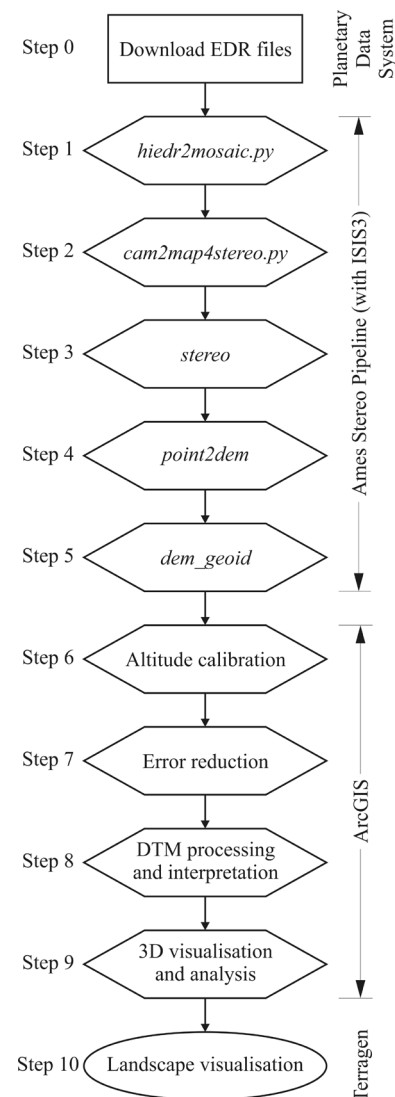 Step 0
Download EDR files
Planetary
Data
System
Step 1
hiedr2mosaic.py
Step 2
cam2map4stereo.py
Step 3
stereo
Step 4
point2dem
Step 5
dem_geoid
Ames Stereo Pipeline (with ISIS3)
Step 6
Altitude calibration
Step 7
Error reduction
Step 8
DTM processing
and interpretation
Step 9
3D visualisation
and analysis
ArcGIS
Step 10
Landscape visualisation
Terragen